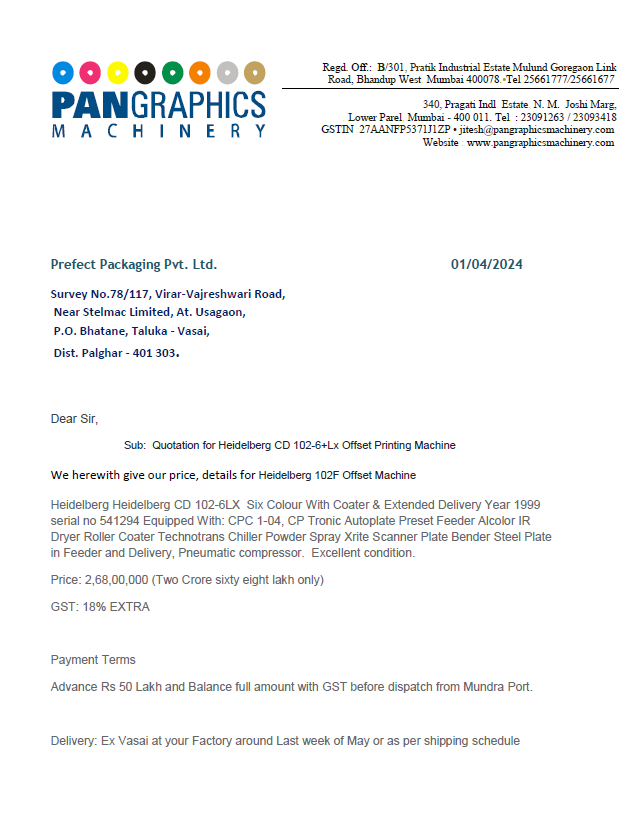 PANGRAPHICS
MACHINERY
Regd. Off.: B/301, Pratik Industrial Estate Mulund Goregaon Link
Road, Bhandup West Mumbai 400078.•Tel 25661777/25661677
340, Pragati Indl Estate. N. M. Joshi Marg,
Lower Parel Mumbai - 400 011. Tel : 23091263 / 23093418
GSTIN 27AANFP5371J1ZP • jitesh@pangraphicsmachinery.com
Website www.pangraphicsmachinery.com
Prefect Packaging Pvt. Ltd. 01/04/2024
Survey No.78/117, Virar-Vajreshwari Road,
Near Stelmac Limited, At. Usagaon,
P.O. Bhatane, Taluka - Vasai,
Dist. Palghar - 401 303.
Dear Sir,
Sub: Quotation for Heidelberg CD 102-6+Lx Offset Printing Machine
We herewith give our price, details for Heidelberg 102F Offset Machine
Heidelberg Heidelberg CD 102-6LX Six Colour With Coater & Extended Delivery Year 1999
serial no 541294 Equipped With: CPC 1-04, CP Tronic Autoplate Preset Feeder Alcolor IR
Dryer Roller Coater Technotrans Chiller Powder Spray Xrite Scanner Plate Bender Steel Plate
in Feeder and Delivery, Pneumatic compressor. Excellent condition.
Price: 2,68,00,000 (Two Crore sixty eight lakh only)
GST: 18% EXTRA
Payment Terms
Advance Rs 50 Lakh and Balance full amount with GST before dispatch from Mundra Port.
Delivery: Ex Vasai at your Factory around Last week of May or as per shipping schedule